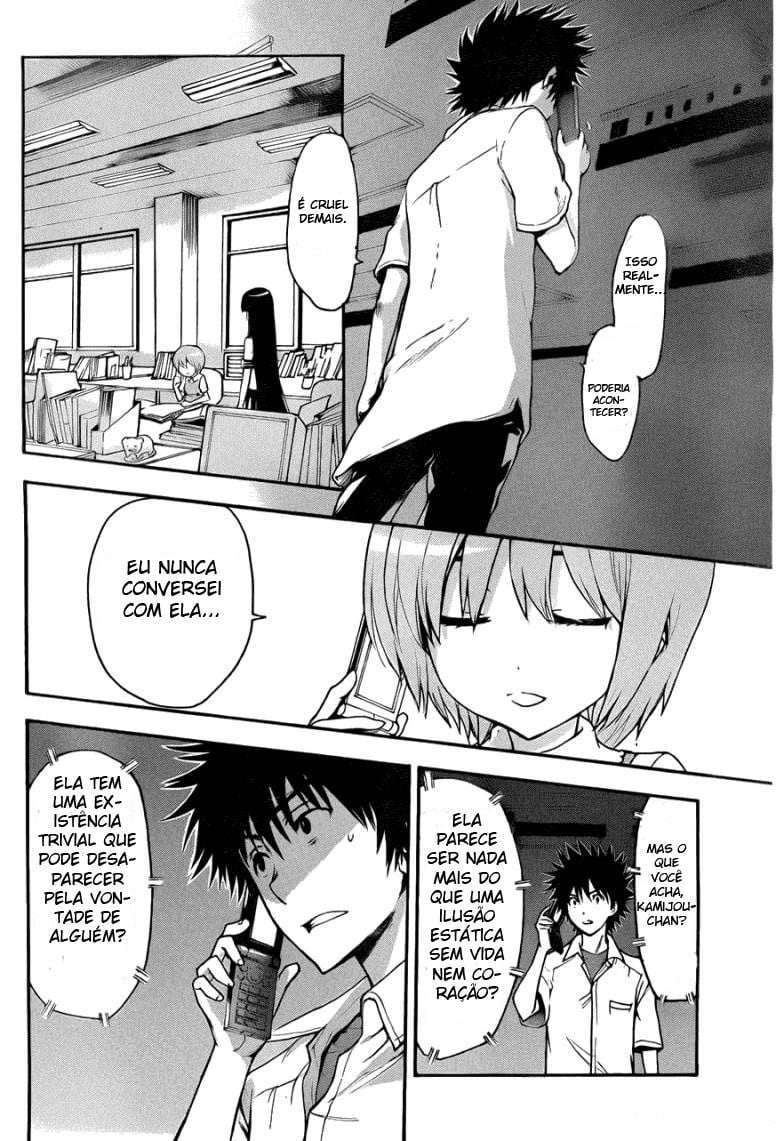 ISSO
REAL-
MENTE...
PODERIA
ACON-
TECER?
É CRUEL
DEMAIS.
EU NUNCA
CONVERSEI
COM ELA...
MAS O
QUE VOCÊ
ACHA,
KAMIJOU-
CHAN?
ELA
PARECE
SER NADA
MAIS DO
QUE UMA
ILUSÃO
ESTÁTICA
SEM VIDA
NEM CO-
RAÇÃO?
ELA TEM
UMA EX-
ISTÊNCIA
TRIVIAL QUE
PODE DESA-
PARECER
PELA VON-
TADE DE
ALGUÉM?